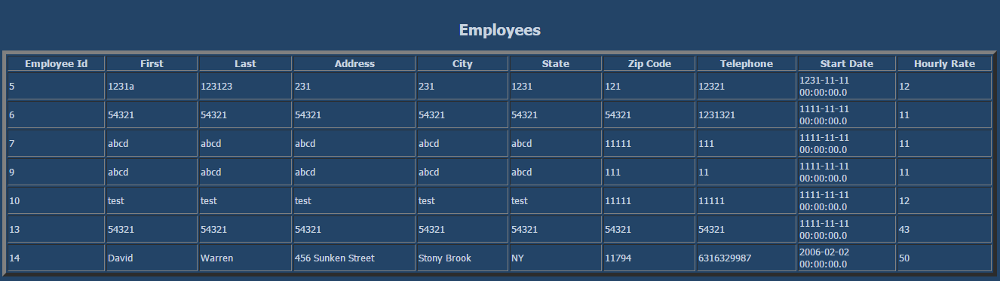 Employees
Employee Id First Last Address City State Zip Code Telephone Start Date Hourly Rate
5 1231a 123123 231 231 1231 121 12321 1231-11-11 00:00:00.0 12
6 54321 54321 54321 54321 54321 54321 1231321 1111-11-11 00:00:00.0 11
7 abcd abcd abcd abcd abcd 11111 111 1111-11-11 00:00:00.0 11
9 abcd abcd abcd abcd abcd 111 11 1111-11-11 00:00:00.0 11
10 test test test test test 11111 11111 1111-11-11 00:00:00.0 12
13 54321 54321 54321 54321 54321 54321 54321 1111-11-11 00:00:00.0 43
14 David Warren 456 Sunken Street Stony Brook NY 11794 6316329987 2006-02-02 00:00:00.0 50